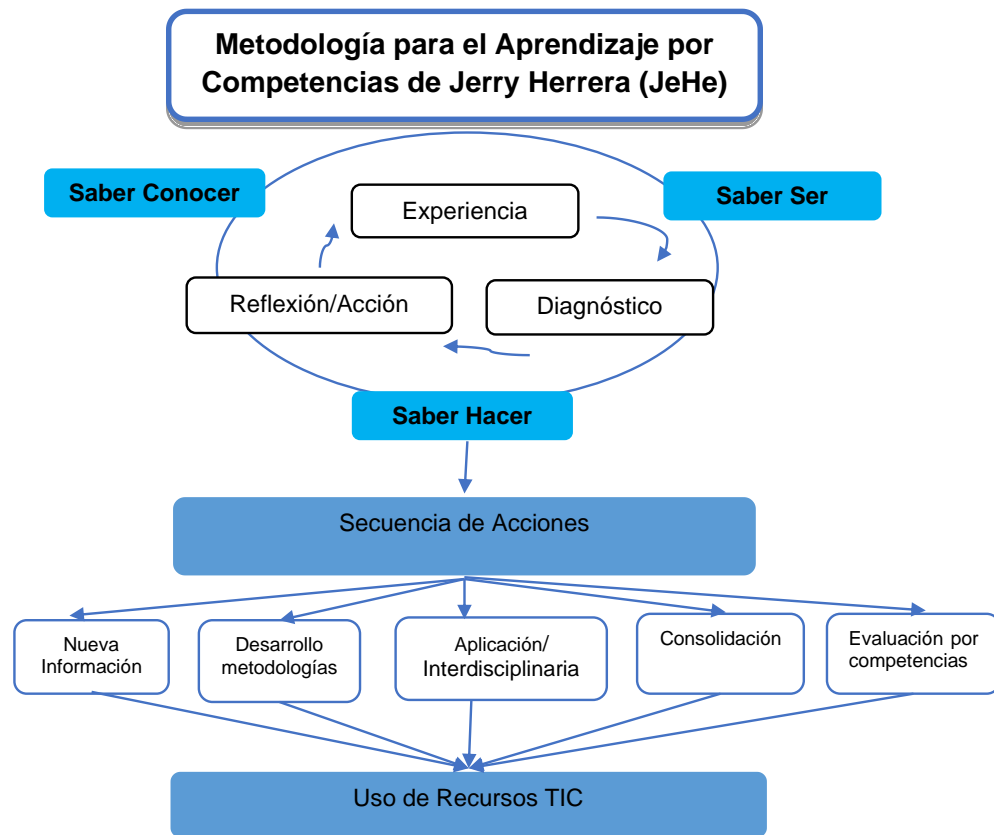 Metodología para el Aprendizaje por
Competencias de Jerry Herrera (JeHe)
Saber Conocer
Saber Ser
Experiencia
Reflexión/Acción
Diagnóstico
Saber Hacer
Secuencia de Acciones
Nueva
Información
Desarrollo
metodologías
Aplicación/
Interdisciplinaria
Consolidación
Evaluación por
competencias
Uso de Recursos TIC